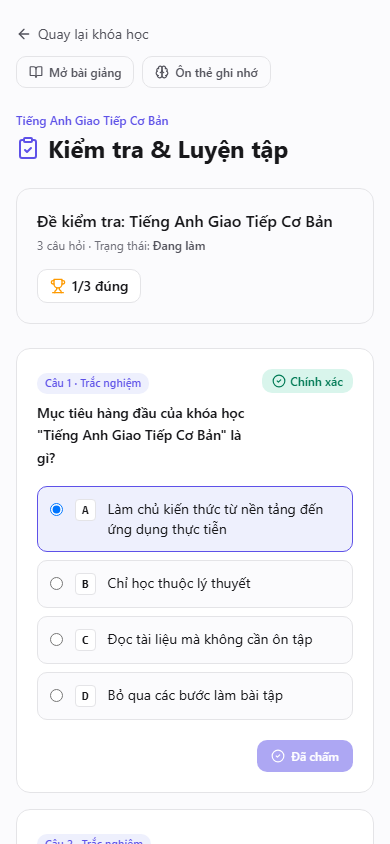 Quay lại khóa học
Mở bài giảng
Ôn thẻ ghi nhớ
Tiếng Anh Giao Tiếp Cơ Bản
Kiểm tra & Luyện tập
Đề kiểm tra: Tiếng Anh Giao Tiếp Cơ Bản
3 câu hỏi · Trạng thái: Đang làm
1/3 đúng
Câu 1 · Trắc nghiệm
Chính xác
Mục tiêu hàng đầu của khóa học
"Tiếng Anh Giao Tiếp Cơ Bản" là
gì?
A Làm chủ kiến thức từ nền tảng đến
ứng dụng thực tiễn
B Chỉ học thuộc lý thuyết
C Đọc tài liệu mà không cần ôn tập
D Bỏ qua các bước làm bài tập
Đã chấm
Câu 2 · Trắc nghiệm